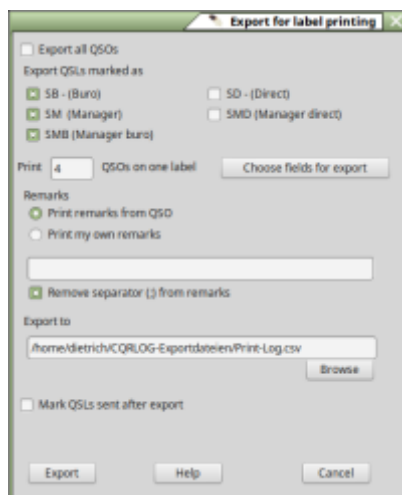 Export for label printing
Export all QSOs
Export QSLs marked as
SB - (Buro) SD - (Direct)
SM (Manager) SMD (Manager direct)
SMB (Manager buro)
Print 4 QSOs on one label Choose fields for export
Remarks
Print remarks from QSO
Print my own remarks
Remove separator (;) from remarks
Export to
/home/dietrich/CQRLOG-Exportdateien/Print-Log.csv
Browse
Mark QSLs sent after export
Export Help Cancel